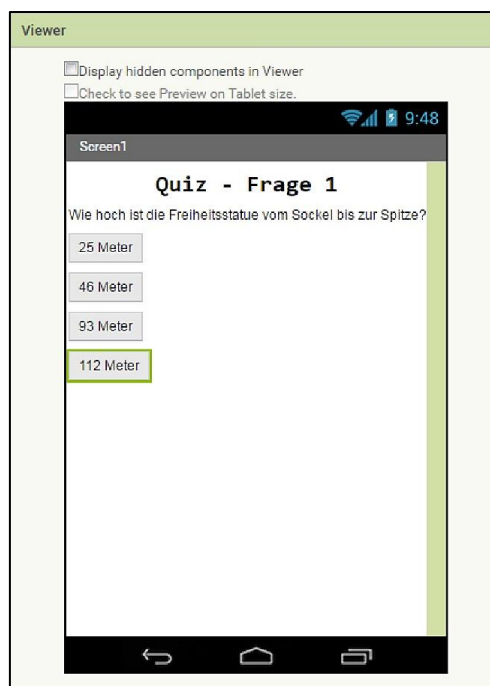 Viewer
Display hidden components in Viewer
Check to see Preview on Tablet size.
9:48
Screen1
Quiz - Frage 1
Wie hoch ist die Freiheitsstatue vom Sockel bis zur Spitze?
25 Meter
46 Meter
93 Meter
112 Meter